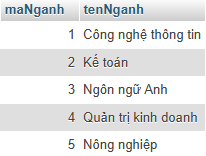 maNganh tenNganh
1 Công nghệ thông tin
2 Kế toán
3 Ngôn ngữ Anh
4 Quản trị kinh doanh
5 Nông nghiệp